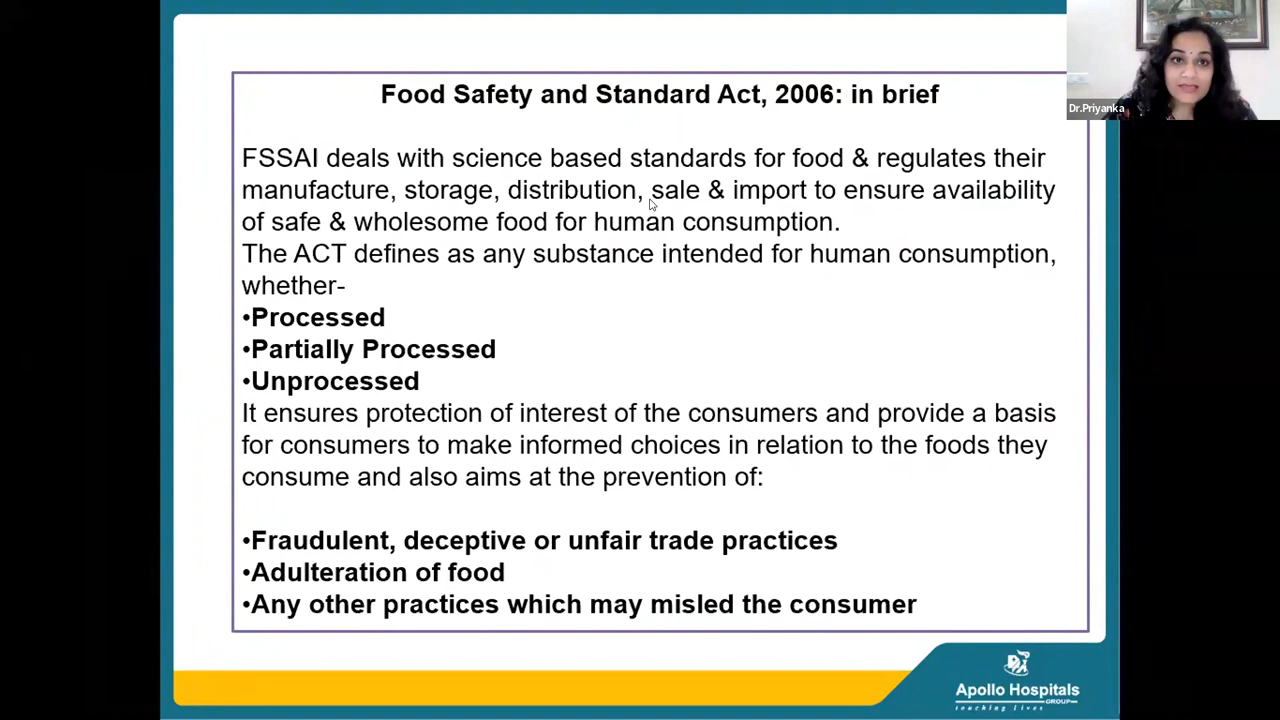 Food Safety and Standard Act, 2006: in brief
Dr.Priyanka
FSSAI deals with science based standards for food & regulates their
manufacture, storage, distribution, sale & import to ensure availability
of safe & wholesome food for human consumption.
The ACT defines as any substance intended for human consumption,
whether-
•Processed
•Partially Processed
•Unprocessed
It ensures protection of interest of the consumers and provide a basis
for consumers to make informed choices in relation to the foods they
consume and also aims at the prevention of:
•Fraudulent, deceptive or unfair trade practices
•Adulteration of food
•Any other practices which may misled the consumer
Apollo Hospitals
GROUP
touching lives